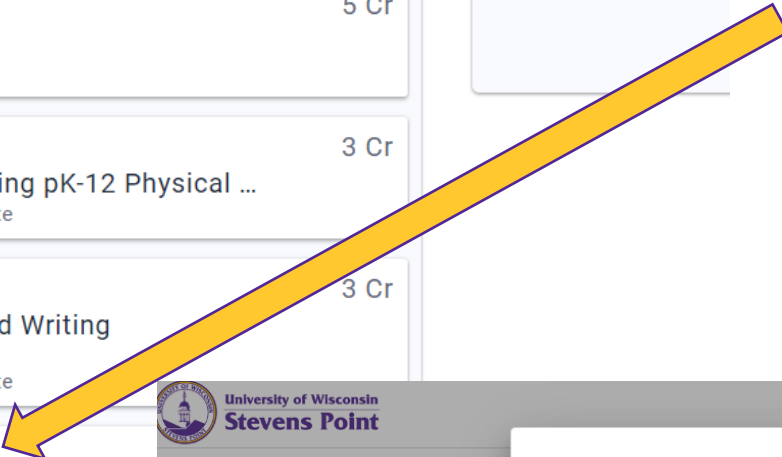 5 Cr
3 Cr
ing pK-12 Physical ...
3 Cr
d Writing
University of Wisconsin
Stevens Point